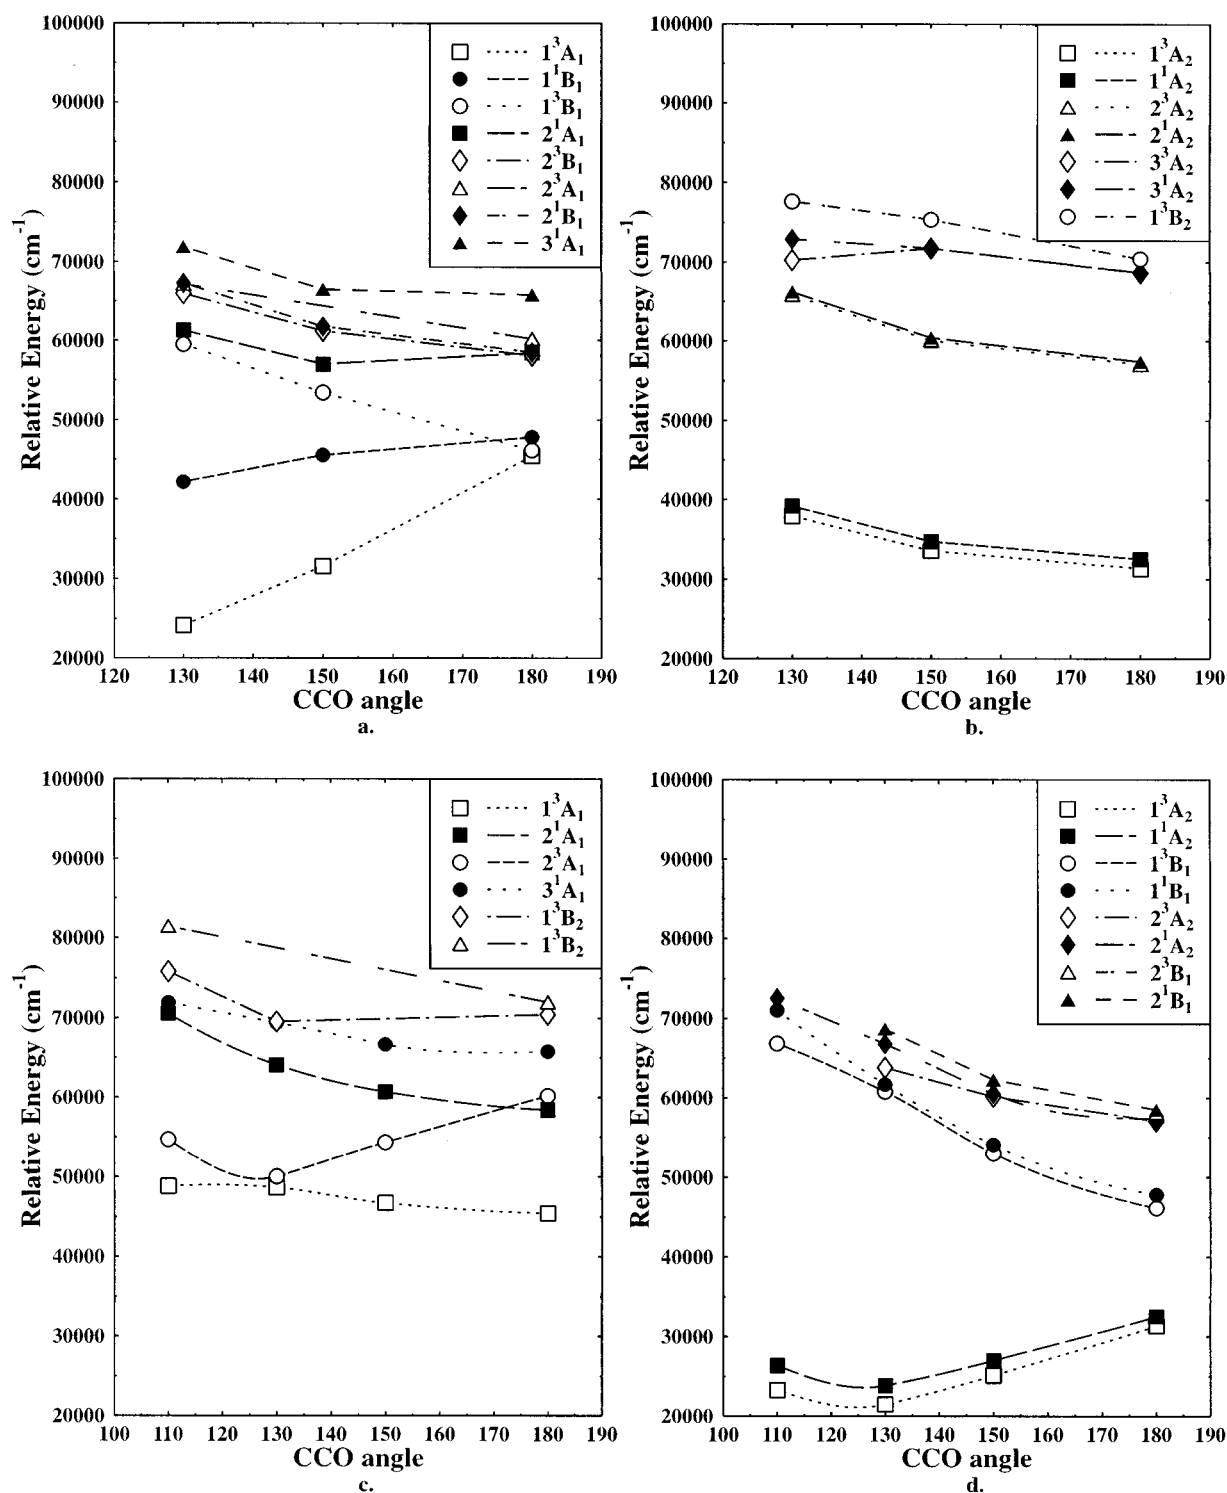 100000
90000
80000
70000
60000
50000
40000
30000
20000
120 130 140 150 160 170 180 190
Relative Energy (cm⁻¹)
CCO angle
a.
1³A₁
1¹B₁
1³B₁
2¹A₁
2³B₁
2³A₁
2¹B₁
3¹A₁
100000
90000
80000
70000
60000
50000
40000
30000
20000
120 130 140 150 160 170 180 190
Relative Energy (cm⁻¹)
CCO angle
b.
1³A₂
1¹A₂
2³A₂
2¹A₂
3³A₂
3¹A₂
1³B₂
100000
90000
80000
70000
60000
50000
40000
30000
20000
100 110 120 130 140 150 160 170 180 190
Relative Energy (cm⁻¹)
CCO angle
c.
1³A₁
2¹A₁
2³A₁
3¹A₁
1³B₂
1³B₂
100000
90000
80000
70000
60000
50000
40000
30000
20000
100 110 120 130 140 150 160 170 180 190
Relative Energy (cm⁻¹)
CCO angle
d.
1³A₂
1¹A₂
1³B₁
1¹B₁
2³A₂
2¹A₂
2³B₁
2¹B₁